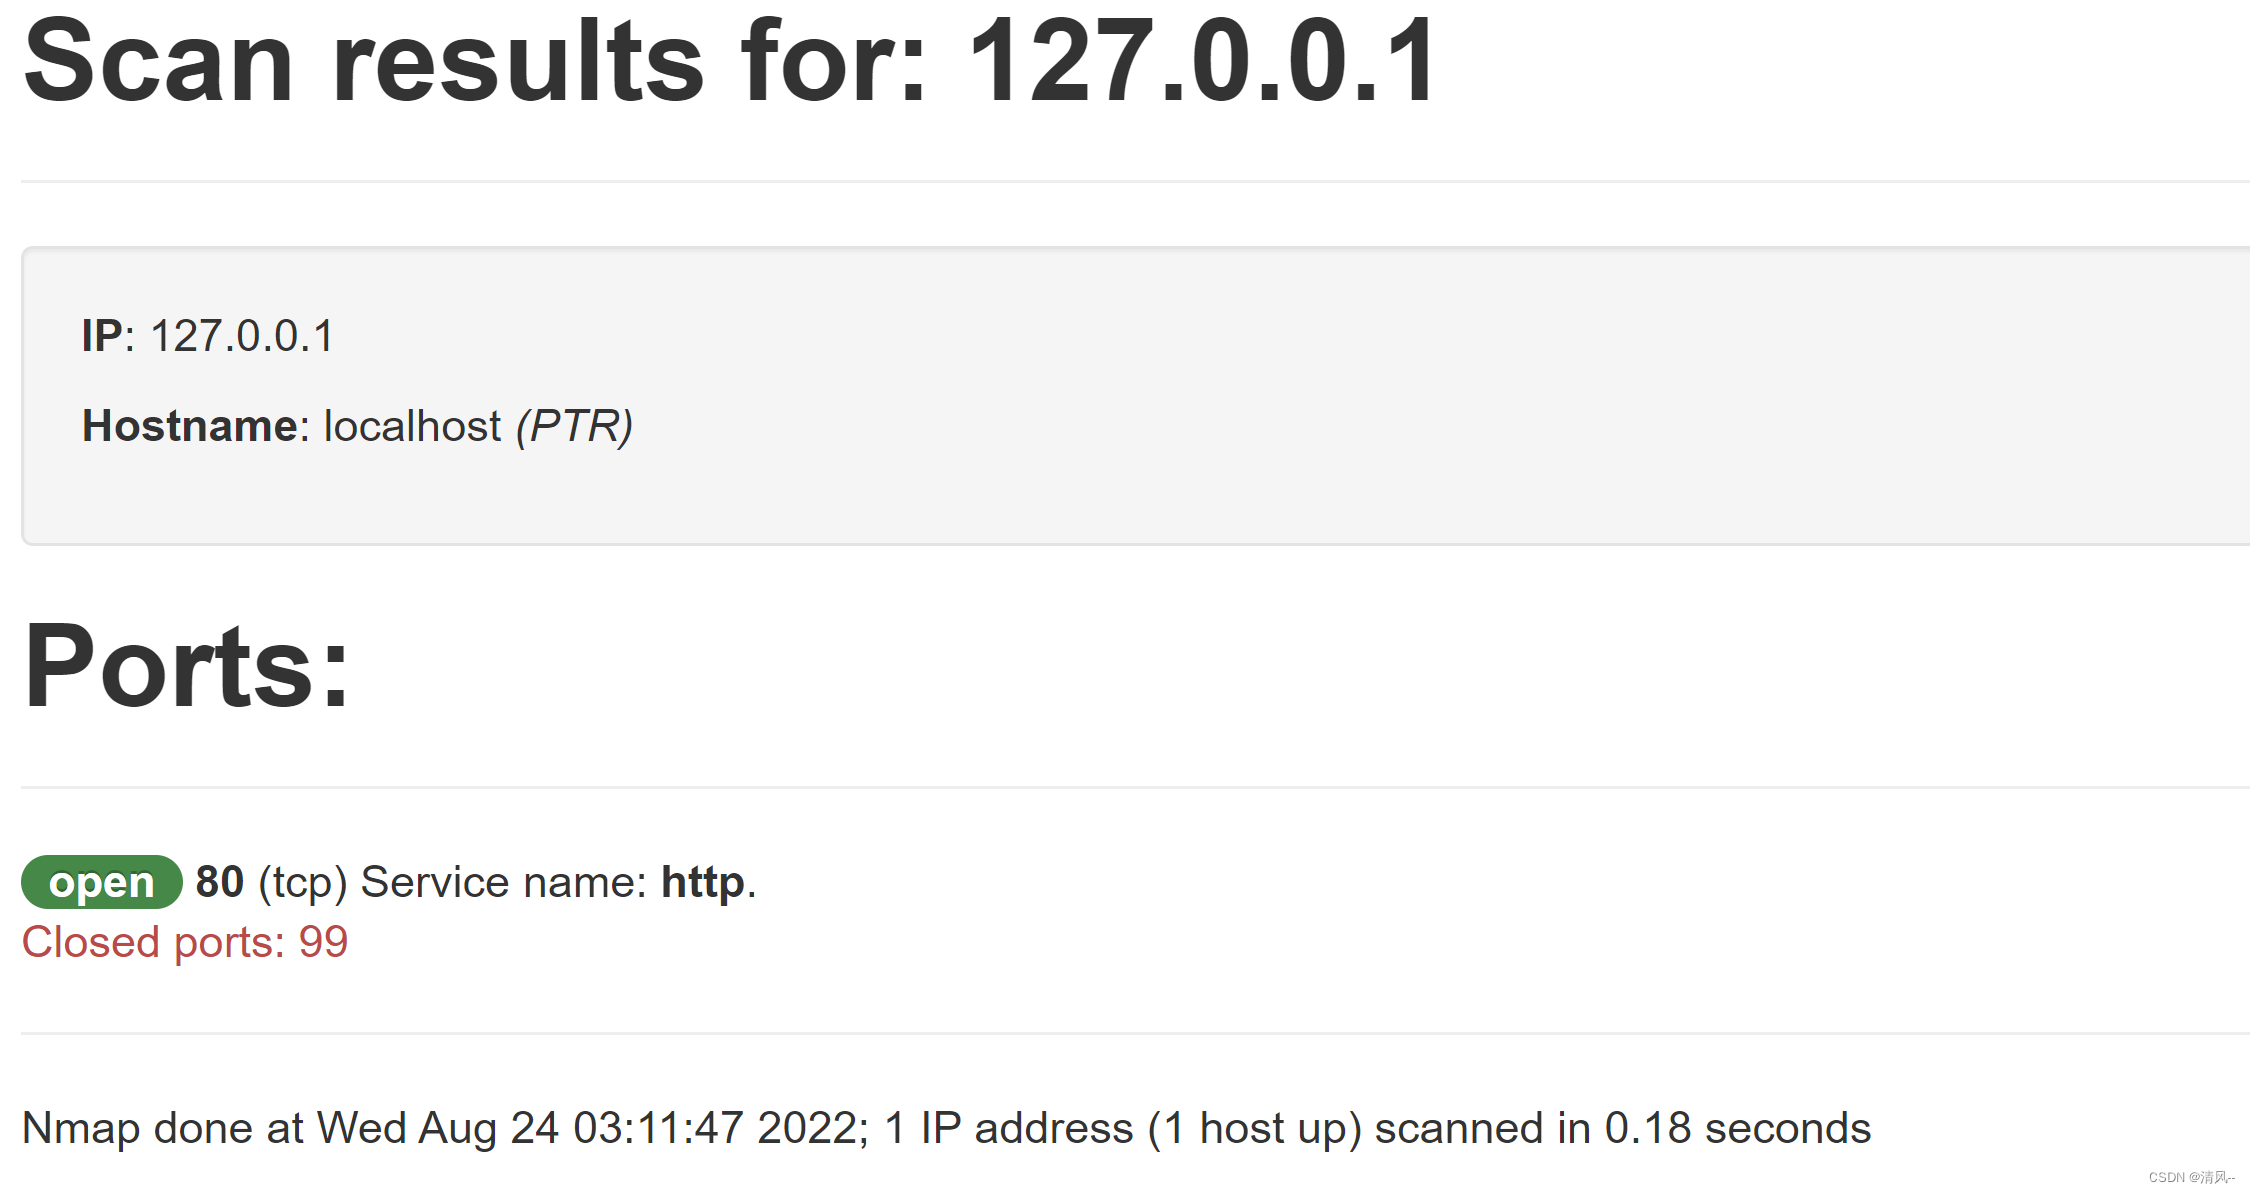 Scan results for: 127.0.0.1
IP: 127.0.0.1
Hostname: localhost (PTR)
Ports:
open 80 (tcp) Service name: http.
Closed ports: 99
Nmap done at Wed Aug 24 03:11:47 2022; 1 IP address (1 host up) scanned in 0.18 seconds
CSDN @清风--